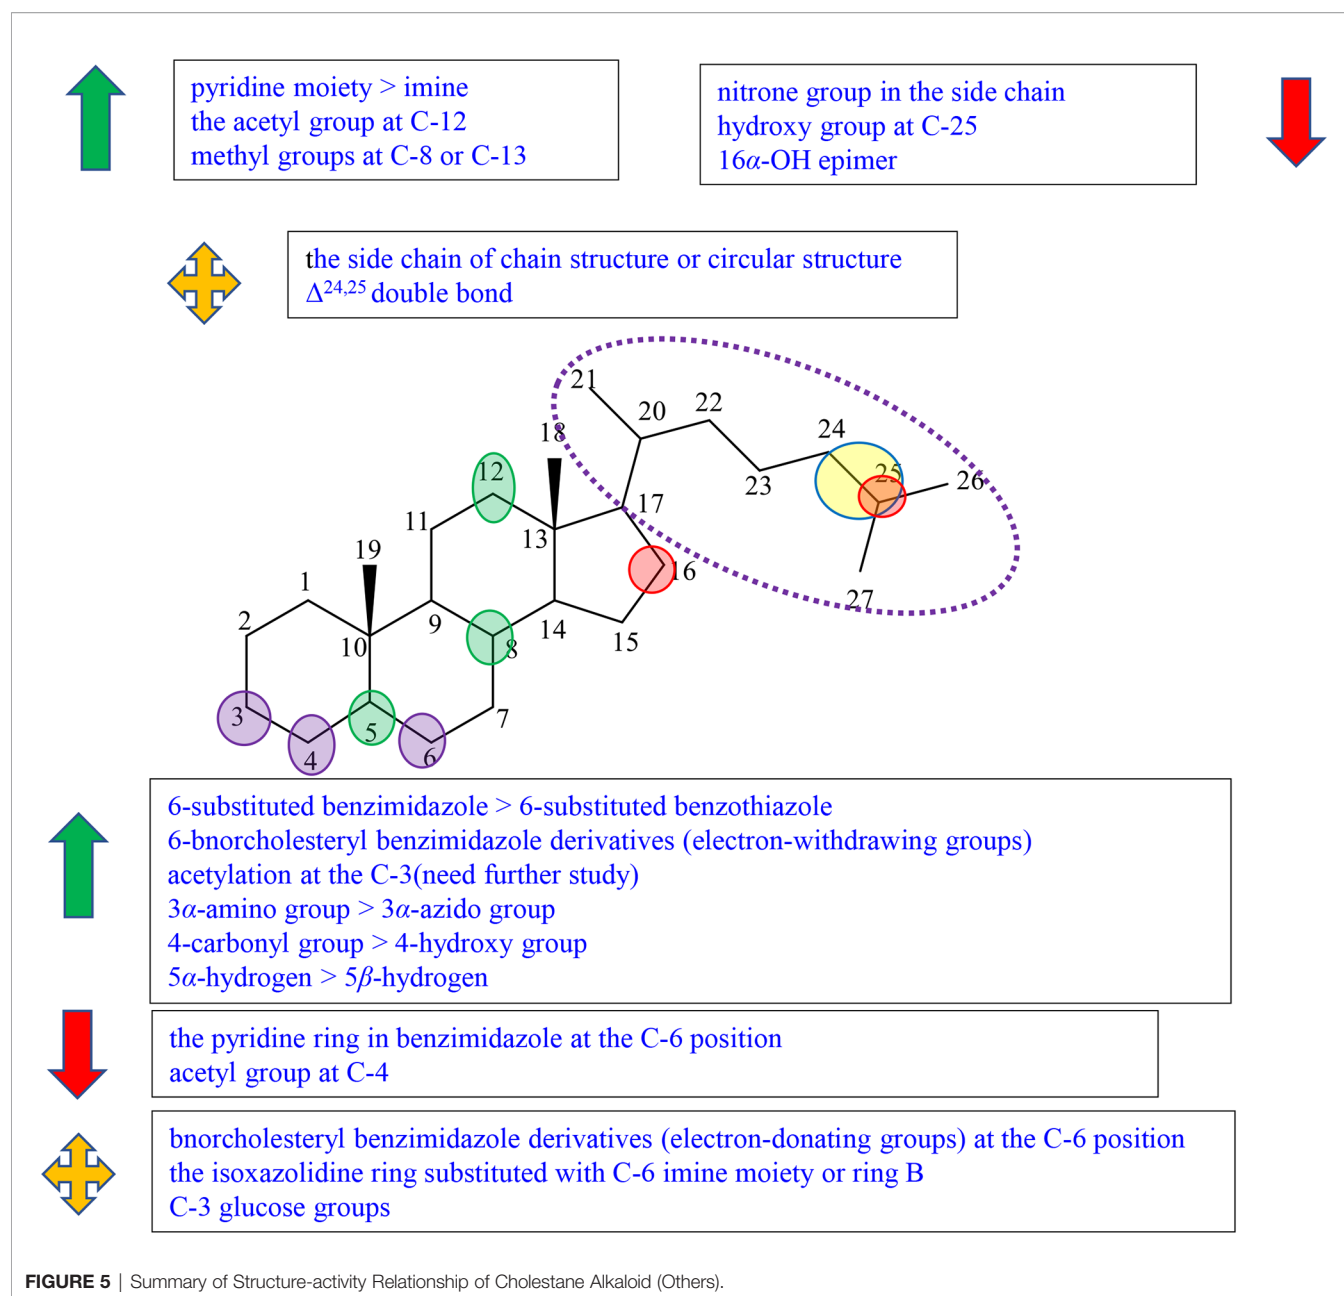 pyridine moiety > imine
the acetyl group at C-12
methyl groups at C-8 or C-13
nitrone group in the side chain
hydroxy group at C-25
16α-OH epimer
the side chain of chain structure or circular structure
Δ24,25 double bond
21
20
22
24
18
12
25
26
23
17
11
13
19
16
1
27
2
9
14
15
10
8
3
5
7
4
6
6-substituted benzimidazole > 6-substituted benzothiazole
6-bnorcholesteryl benzimidazole derivatives (electron-withdrawing groups)
acetylation at the C-3(need further study)
3α-amino group > 3α-azido group
4-carbonyl group > 4-hydroxy group
5α-hydrogen > 5β-hydrogen
the pyridine ring in benzimidazole at the C-6 position
acetyl group at C-4
bnorcholesteryl benzimidazole derivatives (electron-donating groups) at the C-6 position
the isoxazolidine ring substituted with C-6 imine moiety or ring B
C-3 glucose groups
FIGURE 5 | Summary of Structure-activity Relationship of Cholestane Alkaloid (Others).